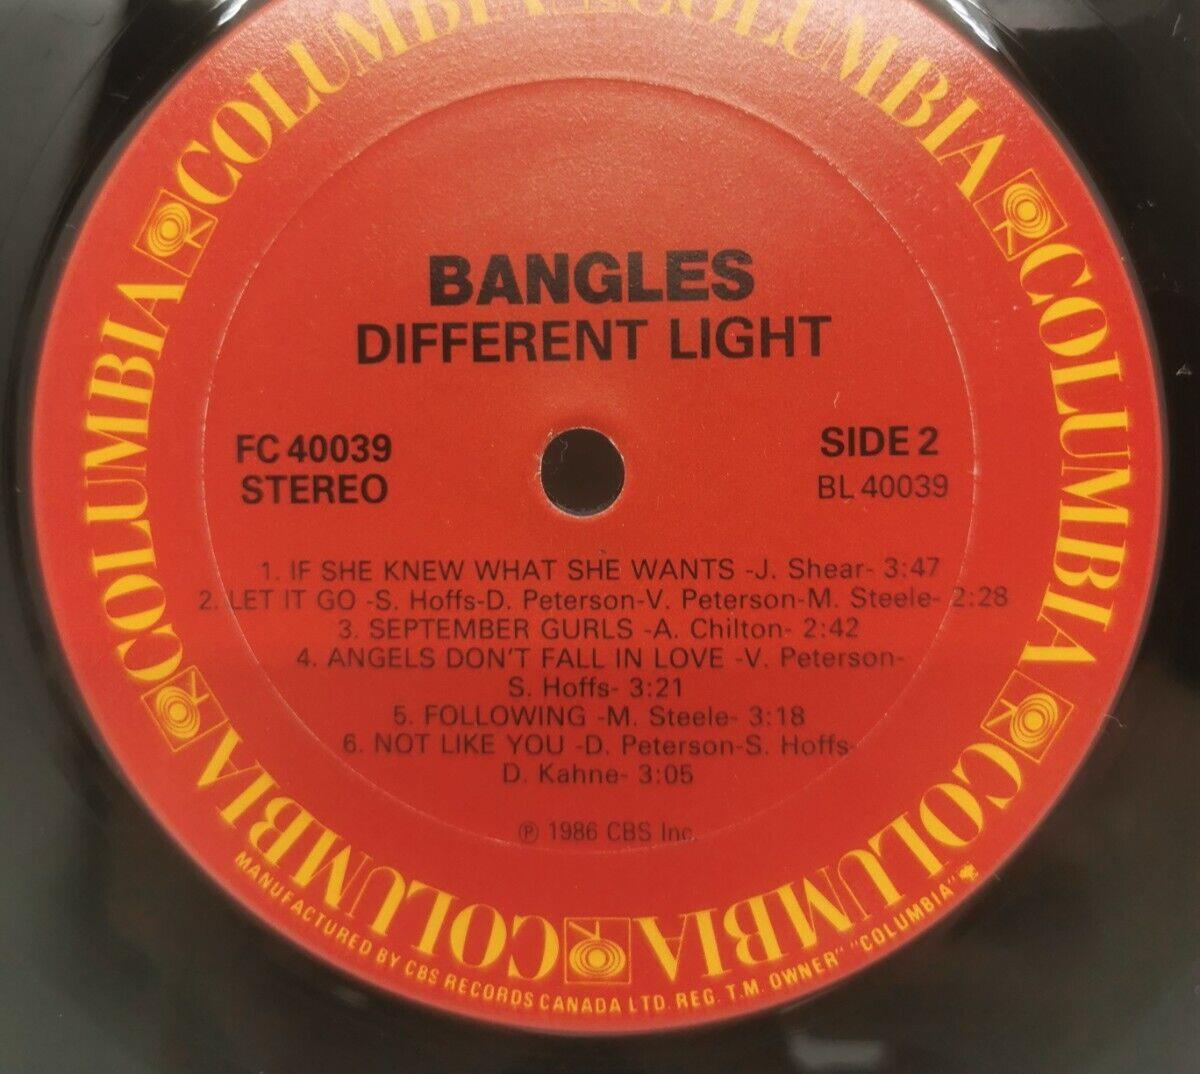 COLUMBIA COLUMBIA COLUMBIA COLUMBIA COLUMBIA COLUMBIA COLUMBIA COLUMBIA
BANGLES
DIFFERENT LIGHT
FC 40039
STEREO
SIDE 2
BL 40039
1. IF SHE KNEW WHAT SHE WANTS -J. Shear- 3:47
2. LET IT GO -S. Hoffs-D. Peterson-V. Peterson-M. Steele- 2:28
3. SEPTEMBER GURLS -A. Chilton- 2:42
4. ANGELS DON'T FALL IN LOVE -V. Peterson-
S. Hoffs- 3:21
5. FOLLOWING -M. Steele- 3:18
6. NOT LIKE YOU -D. Peterson-S. Hoffs-
D. Kahne- 3:05
℗ 1986 CBS Inc.
MANUFACTURED BY CBS RECORDS CANADA LTD. REG. T.M. OWNER" "COLUMBIA"